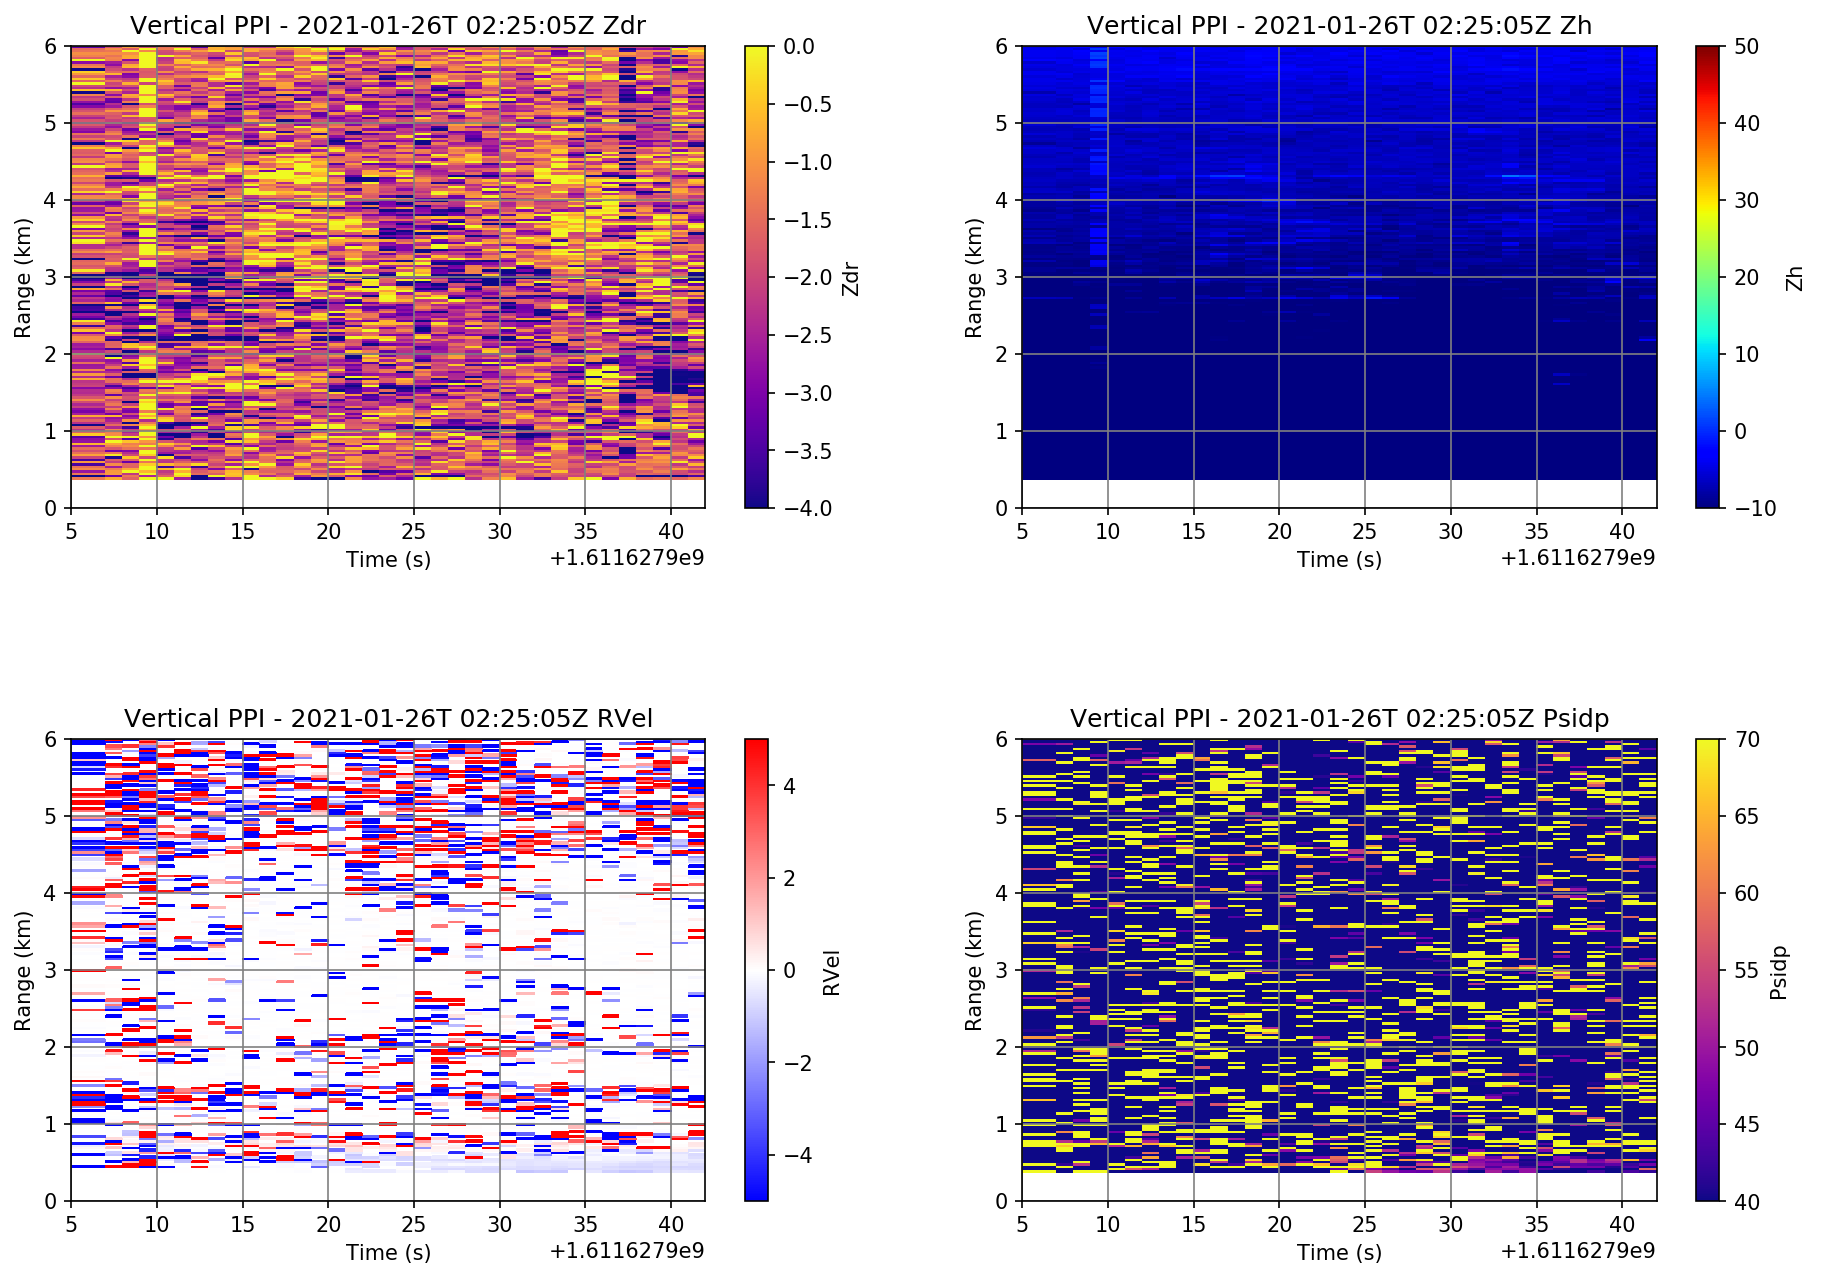 Vertical PPI - 2021-01-26T 02:25:05Z Zdr
6
5
4
3
2
1
0
Range (km)
5 10 15 20 25 30 35 40
Time (s)
+1.6116279e9
0.0
−0.5
−1.0
−1.5
−2.0
−2.5
−3.0
−3.5
−4.0
Zdr
Vertical PPI - 2021-01-26T 02:25:05Z Zh
6
5
4
3
2
1
0
Range (km)
5 10 15 20 25 30 35 40
Time (s)
+1.6116279e9
50
40
30
20
10
0
−10
Zh
Vertical PPI - 2021-01-26T 02:25:05Z RVel
6
5
4
3
2
1
0
Range (km)
5 10 15 20 25 30 35 40
Time (s)
+1.6116279e9
4
2
0
−2
−4
RVel
Vertical PPI - 2021-01-26T 02:25:05Z Psidp
6
5
4
3
2
1
0
Range (km)
5 10 15 20 25 30 35 40
Time (s)
+1.6116279e9
70
65
60
55
50
45
40
Psidp